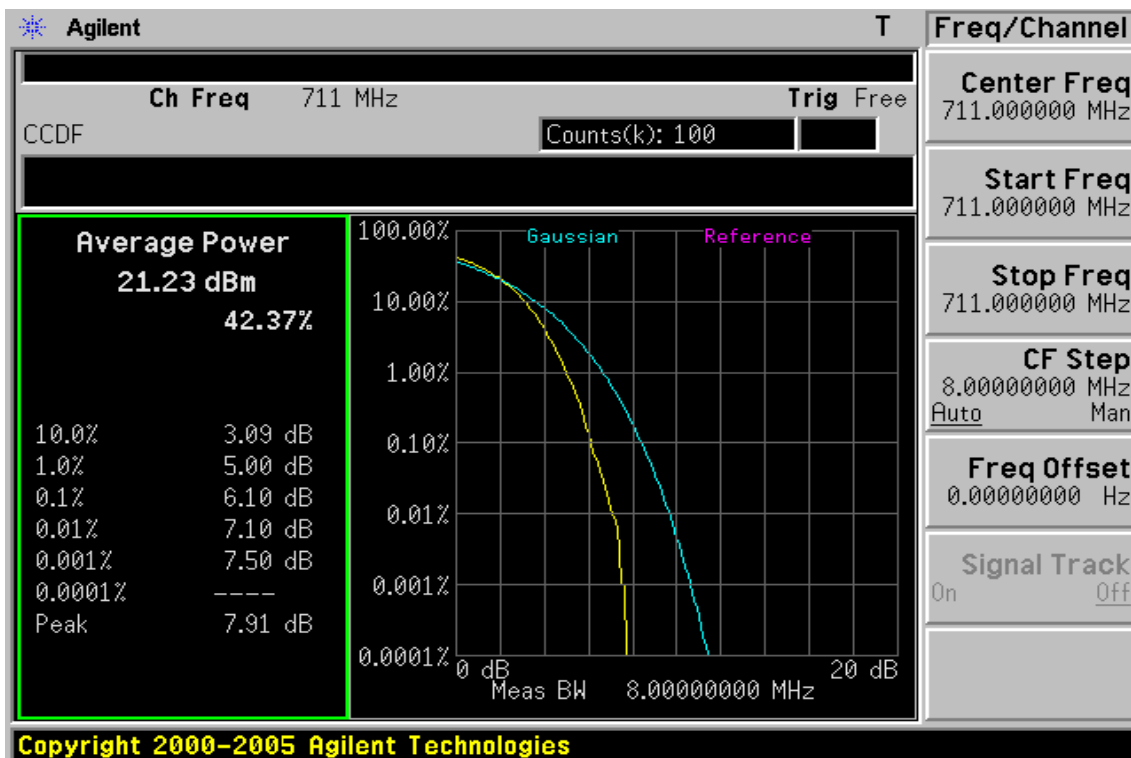 Agilent T Freq/Channel
Ch Freq 711 MHz Trig Free
CCDF Counts(k): 100
Center Freq
711.000000 MHz
Start Freq
711.000000 MHz
Stop Freq
711.000000 MHz
CF Step
8.00000000 MHz
Auto Man
Freq Offset
0.00000000 Hz
Signal Track
On Off
Average Power
21.23 dBm
42.37%
10.0% 3.09 dB
1.0% 5.00 dB
0.1% 6.10 dB
0.01% 7.10 dB
0.001% 7.50 dB
0.0001% ----
Peak 7.91 dB
Gaussian Reference
100.00%
10.00%
1.00%
0.10%
0.01%
0.001%
0.0001%
0 dB 20 dB
Meas BW 8.00000000 MHz
Copyright 2000-2005 Agilent Technologies